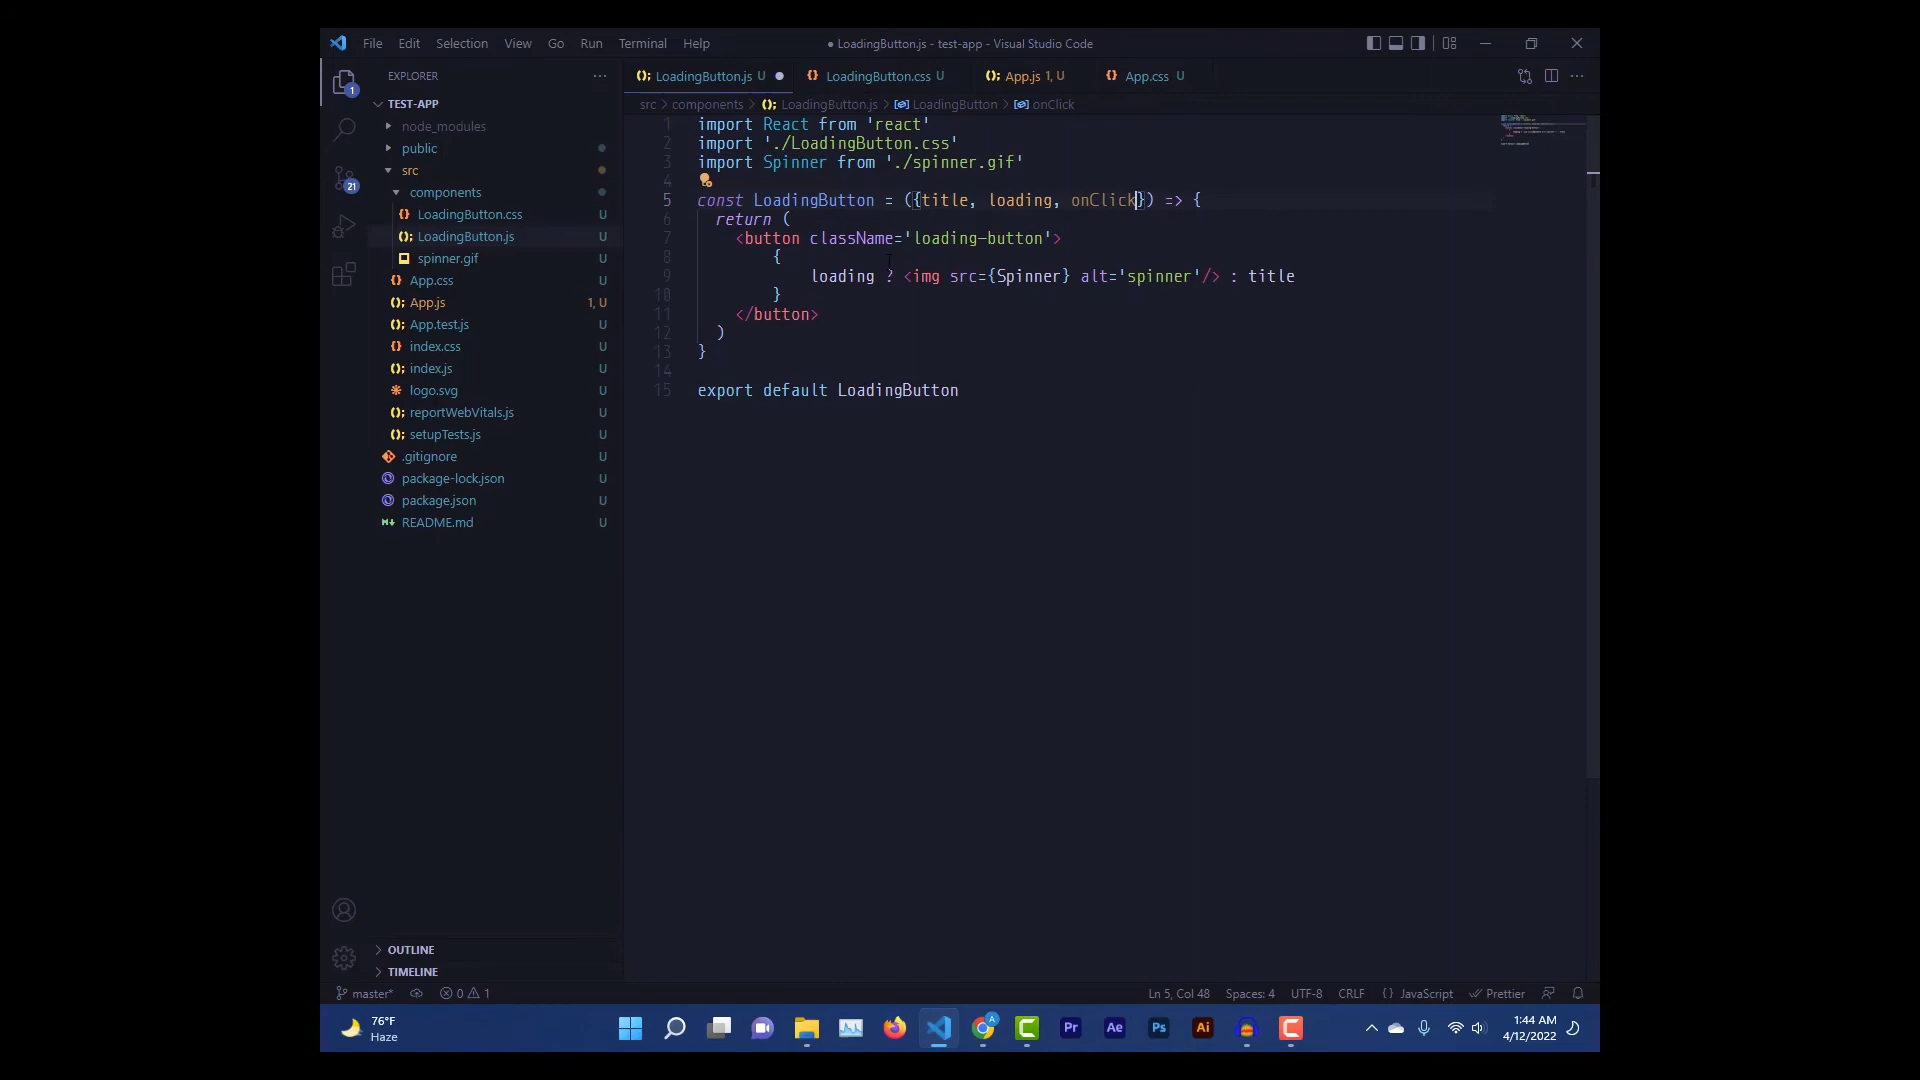 File Edit Selection View Go Run Terminal Help
● LoadingButton.js - test-app - Visual Studio Code
EXPLORER
TEST-APP
node_modules
public
src
components
LoadingButton.css U
LoadingButton.js U
spinner.gif U
App.css U
App.js 1, U
App.test.js U
index.css U
index.js U
logo.svg U
reportWebVitals.js U
setupTests.js U
.gitignore U
package-lock.json U
package.json U
README.md U
OUTLINE
TIMELINE
1
21
LoadingButton.js U ● LoadingButton.css U App.js 1, U App.css U
src > components > LoadingButton.js > LoadingButton > onClick
1 import React from 'react'
2 import './LoadingButton.css'
3 import Spinner from './spinner.gif'
4
5 const LoadingButton = ({title, loading, onClick}) => {
6 return (
7 <button className='loading-button'>
8 {
9 loading ? <img src={Spinner} alt='spinner'/> : title
10 }
11 </button>
12 )
13 }
14
15 export default LoadingButton
master* 0 1
Ln 5, Col 48 Spaces: 4 UTF-8 CRLF {} JavaScript Prettier
76°F
Haze
A
Pr Ae Ps Ai
1:44 AM
4/12/2022